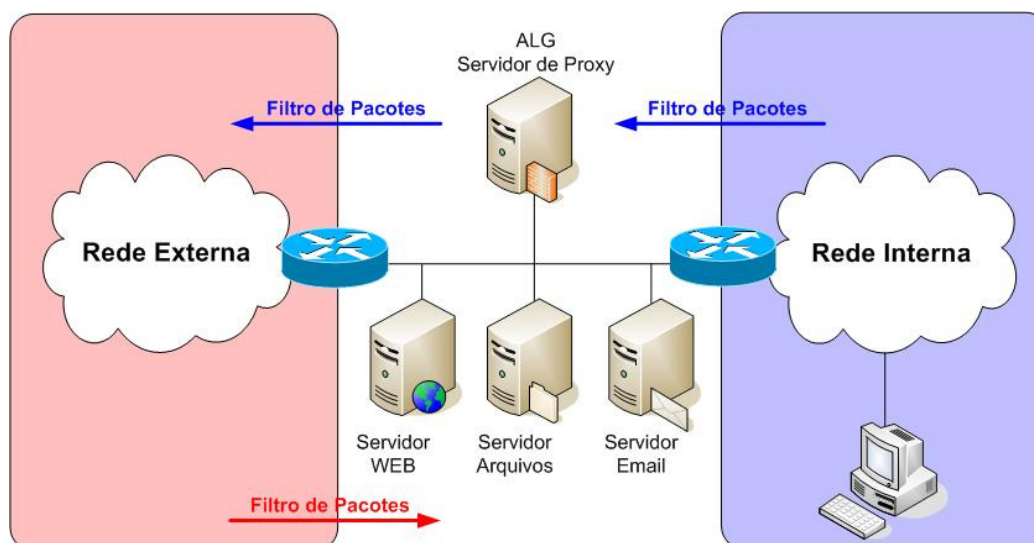 ALG
Servidor de Proxy
Filtro de Pacotes
Filtro de Pacotes
Rede Externa
Rede Interna
Servidor
WEB
Servidor
Arquivos
Servidor
Email
Filtro de Pacotes